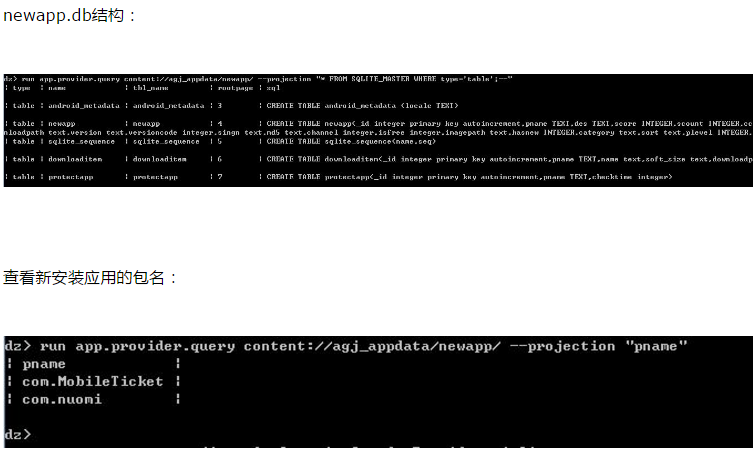 newapp.db结构：
dz> run app.provider.query content://agj_appdata/newapp/ --projection "* FROM SQLITE_MASTER WHERE type='table';--"
| type | name | tbl_name | rootpage | sql
| table | android_metadata | android_metadata | 3 | CREATE TABLE android_metadata (locale TEXT)
| table | newapp | newapp | 4 | CREATE TABLE newapp(_id integer primary key autoincrement,pname TEXT,des TEXT,score INTEGER,scount INTEGER,cc
nloadpath text,version text,versioncode integer,singn text,md5 text,channel integer,isfree integer,imagepath text,hasnew INTEGER,category text,sort text,plevel INTEGER,
| table | sqlite_sequence | sqlite_sequence | 5 | CREATE TABLE sqlite_sequence(name,seq)
| table | downloaditem | downloaditem | 6 | CREATE TABLE downloaditem(_id integer primary key autoincrement,pname TEXT,name text,soft_size text,downloadp
| table | protectapp | protectapp | 7 | CREATE TABLE protectapp(_id integer primary key autoincrement,pname TEXT,checktime integer)
查看新安装应用的包名：
dz> run app.provider.query content://agj_appdata/newapp/ --projection "pname"
| pname |
| com.MobileTicket |
| com.nuomi |
dz>